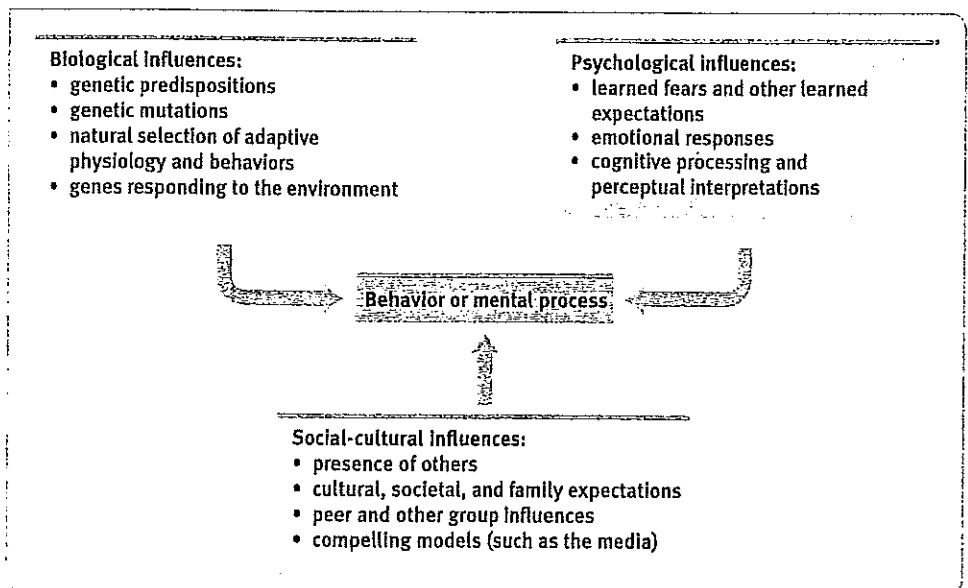 Biological influences:
• genetic predispositions
• genetic mutations
• natural selection of adaptive
physiology and behaviors
• genes responding to the environment
Psychological influences:
• learned fears and other learned
expectations
• emotional responses
• cognitive processing and
perceptual interpretations
Behavior or mental process
Social-cultural influences:
• presence of others
• cultural, societal, and family expectations
• peer and other group influences
• compelling models (such as the media)